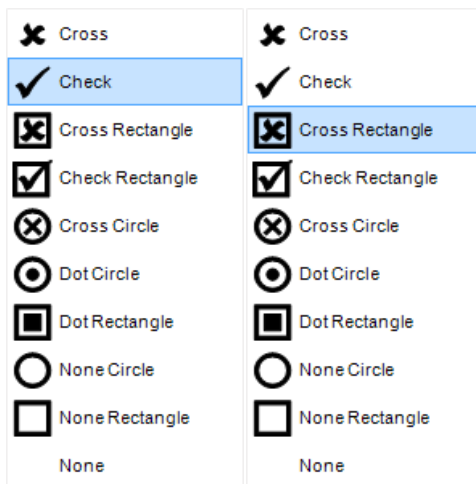 Cross
Check
Cross Rectangle
Check Rectangle
Cross Circle
Dot Circle
Dot Rectangle
None Circle
None Rectangle
None
Cross
Check
Cross Rectangle
Check Rectangle
Cross Circle
Dot Circle
Dot Rectangle
None Circle
None Rectangle
None